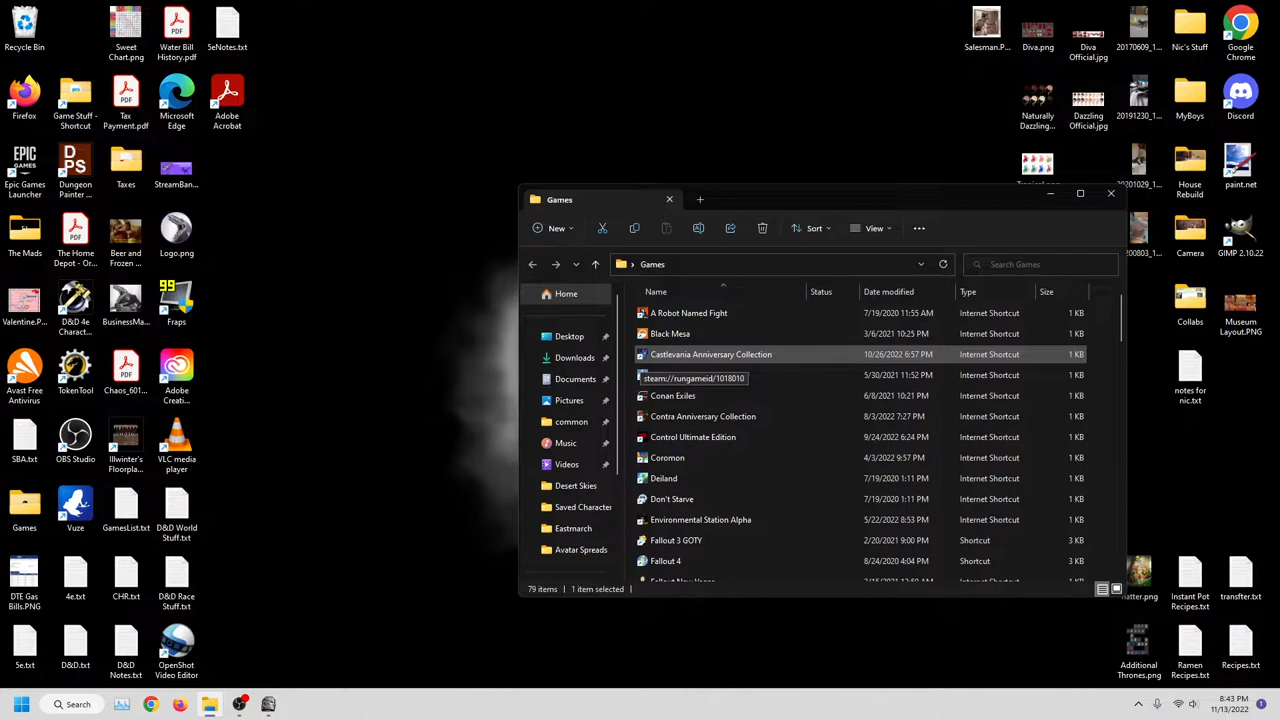 Recycle Bin
Sweet
Chart.png
Water Bill
History.pdf
5eNotes.txt
Firefox
Game Stuff -
Shortcut
Tax
Payment.pdf
Microsoft
Edge
Adobe
Acrobat
EPIC
GAMES
Epic Games
Launcher
Dungeon
Painter ...
Taxes
StreamBan...
The Mads
The Home
Depot - Or...
Beer and
Frozen ...
Logo.png
Valentine.P...
D&D 4e
Charact...
BusinessMa...
99
Fraps
Avast Free
Antivirus
TokenTool
Chaos_601...
Adobe
Creati...
SBA.txt
OBS Studio
Illwinter's
Floorpla...
VLC media
player
Games
Vuze
GamesList.txt
D&D World
Stuff.txt
DTE Gas
Bills.PNG
4e.txt
CHR.txt
D&D Race
Stuff.txt
5e.txt
D&D.txt
D&D
Notes.txt
OpenShot
Video Editor
Salesman.P...
Diva.png
Diva
Official.jpg
20170609_1...
Nic's Stuff
Google
Chrome
Naturally
Dazzling...
Dazzling
Official.jpg
20191230_1...
MyBoys
Discord
20201029_1...
House
Rebuild
paint.net
Camera
GIMP 2.10.22
Collabs
Museum
Layout.PNG
notes for
nic.txt
Instant Pot
Recipes.txt
transfer.txt
Additional
Thrones.png
Ramen
Recipes.txt
Recipes.txt
Games
New
Sort
View
Games
Search Games
Name Status Date modified Type Size
Home
Desktop
Downloads
Documents
Pictures
common
Music
Videos
Desert Skies
Saved Character
Eastmarch
Avatar Spreads
A Robot Named Fight 7/19/2020 11:55 AM Internet Shortcut 1 KB
Black Mesa 3/6/2021 10:25 PM Internet Shortcut 1 KB
Castlevania Anniversary Collection 10/26/2022 6:57 PM Internet Shortcut 1 KB
steam://rungameid/1018010 5/30/2021 11:52 PM Internet Shortcut 1 KB
Conan Exiles 6/8/2021 10:21 PM Internet Shortcut 1 KB
Contra Anniversary Collection 8/3/2022 7:27 PM Internet Shortcut 1 KB
Control Ultimate Edition 9/24/2022 6:24 PM Internet Shortcut 1 KB
Coromon 4/3/2022 9:57 PM Internet Shortcut 1 KB
Deiland 7/19/2020 1:11 PM Internet Shortcut 1 KB
Don't Starve 7/19/2020 1:11 PM Internet Shortcut 1 KB
Environmental Station Alpha 5/22/2022 8:53 PM Internet Shortcut 1 KB
Fallout 3 GOTY 2/20/2021 9:00 PM Shortcut 3 KB
Fallout 4 8/24/2020 4:04 PM Shortcut 3 KB
79 items 1 item selected
Search
8:43 PM
11/13/2022